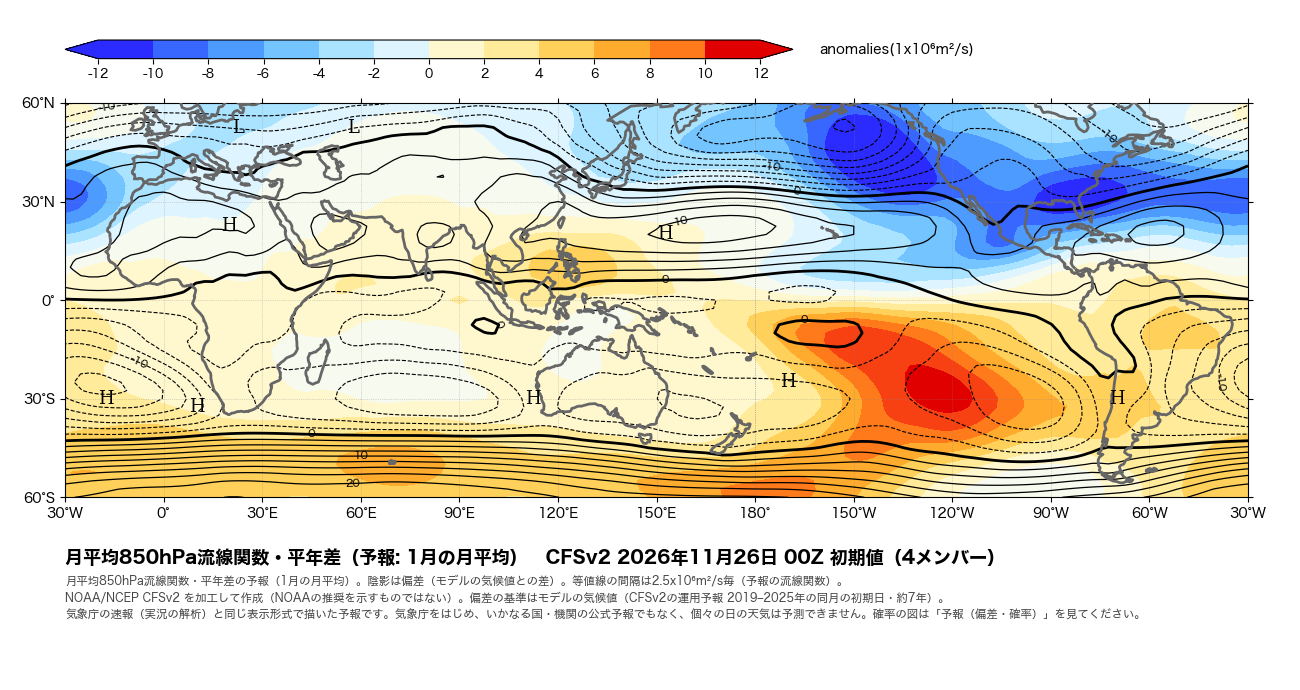 anomalies(1x10⁶m²/s)
-12 -10 -8 -6 -4 -2 0 2 4 6 8 10 12
60°N
30°N
0°
30°S
60°S
30°W 0° 30°E 60°E 90°E 120°E 150°E 180° 150°W 120°W 90°W 60°W 30°W
L L
H H
H H H H H
-10 10 -10
0 10
0
0 0
-10 -10
0
10
20
月平均850hPa流線関数・平年差（予報: 1月の月平均） CFSv2 2026年11月26日 00Z 初期値（4メンバー）
月平均850hPa流線関数・平年差の予報（1月の月平均）。陰影は偏差（モデルの気候値との差）。等値線の間隔は2.5x10⁶m²/s毎（予報の流線関数）。
NOAA/NCEP CFSv2 を加工して作成（NOAAの推奨を示すものではない）。偏差の基準はモデルの気候値（CFSv2の運用予報 2019–2025年の同月の初期日・約7年）。
気象庁の速報（実況の解析）と同じ表示形式で描いた予報です。気象庁をはじめ、いかなる国・機関の公式予報でもなく、個々の日の天気は予測できません。確率の図は「予報（偏差・確率）」を見てください。